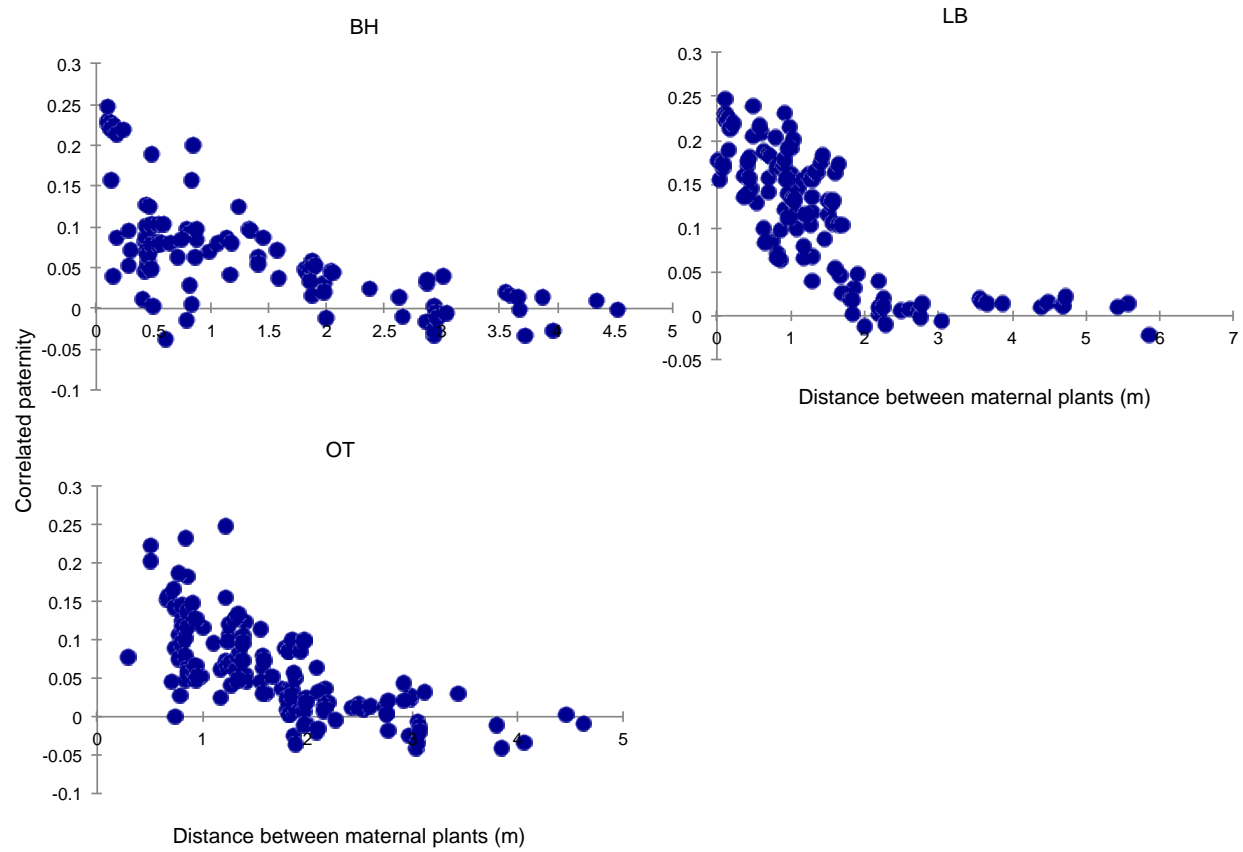 BH
0.3
0.25
0.2
0.15
0.1
0.05
0
-0.05
-0.1
0 0.5 1 1.5 2 2.5 3 3.5 4 4.5 5
LB
0.3
0.25
0.2
0.15
0.1
0.05
0
-0.05
0 1 2 3 4 5 6 7
Distance between maternal plants (m)
Correlated paternity
OT
0.3
0.25
0.2
0.15
0.1
0.05
0
-0.05
-0.1
0 1 2 3 4 5
Distance between maternal plants (m)